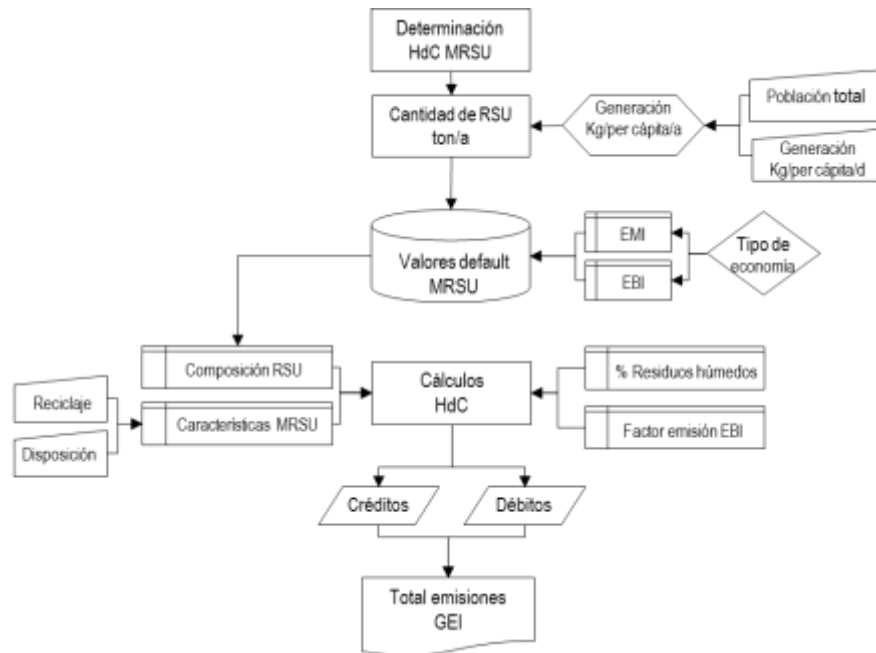 Determinación
HdC MRSU
Cantidad de RSU
ton/a
Generación
Kg/per cápita/a
Población total
Generación
Kg/per cápita/d
Valores default
MRSU
EMI
EBI
Tipo de
economía
Composición RSU
Características MRSU
Reciclaje
Disposición
Cálculos
HdC
% Residuos húmedos
Factor emisión EBI
Créditos
Débitos
Total emisiones
GEI